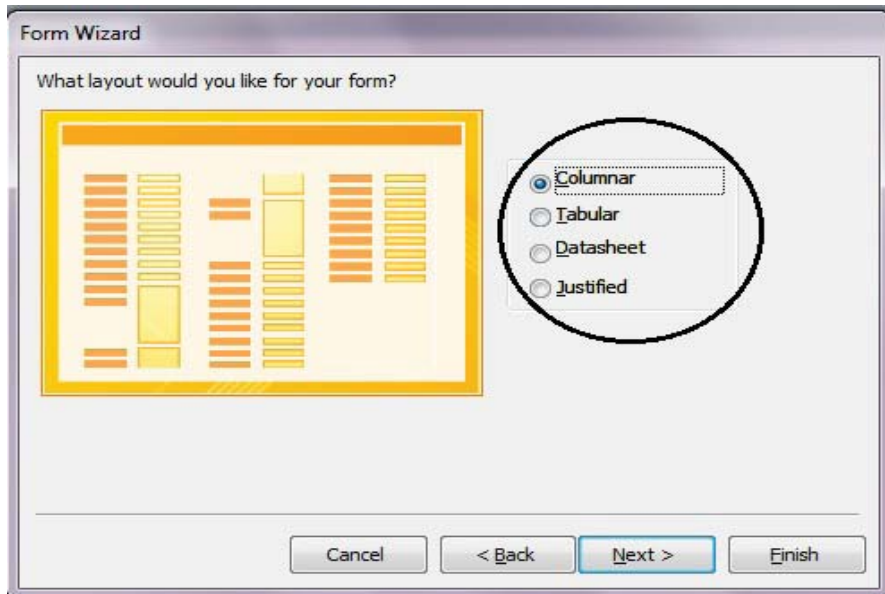 Form Wizard
What layout would you like for your form?
Columnar
Tabular
Datasheet
Justified
Cancel
< Back
Next >
Finish